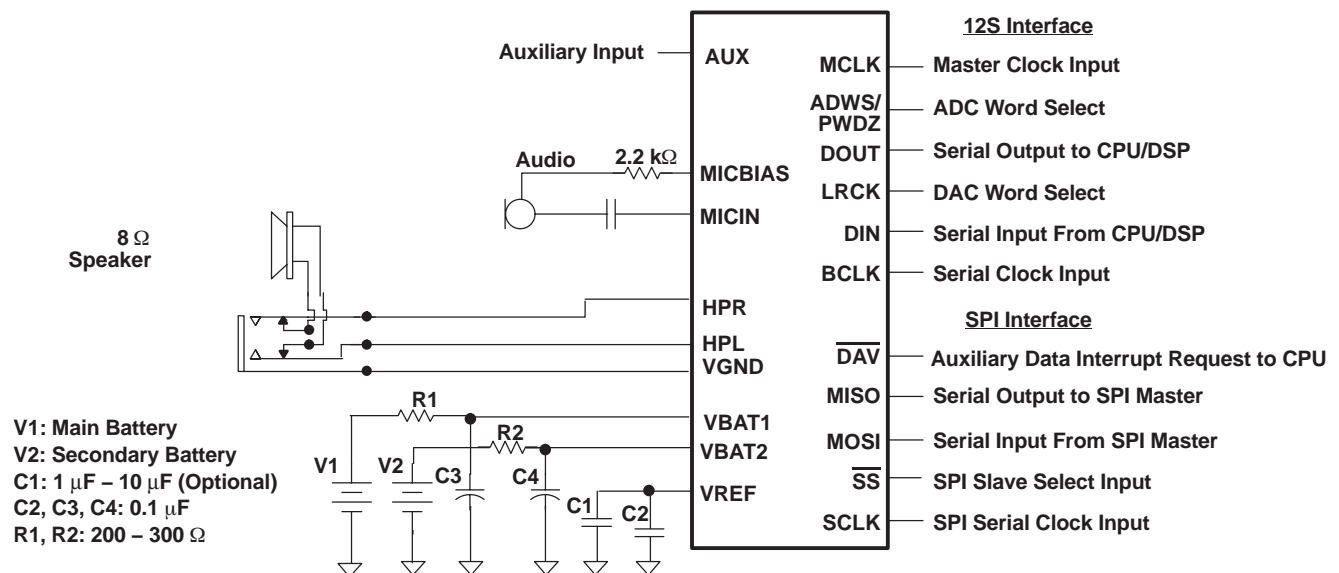 12S Interface
Auxiliary Input
AUX
MCLK
Master Clock Input
ADWS/
PWDZ
ADC Word Select
DOUT
Serial Output to CPU/DSP
Audio
2.2 kΩ
MICBIAS
LRCK
DAC Word Select
MICIN
DIN
Serial Input From CPU/DSP
8 Ω
Speaker
BCLK
Serial Clock Input
HPR
SPI Interface
HPL
VGND
DAV
Auxiliary Data Interrupt Request to CPU
MISO
Serial Output to SPI Master
R1
VBAT1
R2
VBAT2
MOSI
Serial Input From SPI Master
V1: Main Battery
V2: Secondary Battery
C1: 1 μF – 10 μF (Optional)
C2, C3, C4: 0.1 μF
R1, R2: 200 – 300 Ω
V1
V2
C3
C4
C1
C2
VREF
SS
SPI Slave Select Input
SCLK
SPI Serial Clock Input